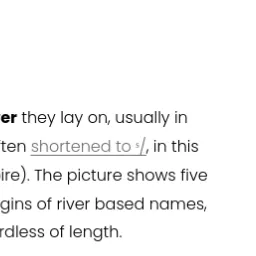 er they lay on, usually in
ten shortened to ˢ/, in this
ire). The picture shows five
gins of river based names,
rdless of length.